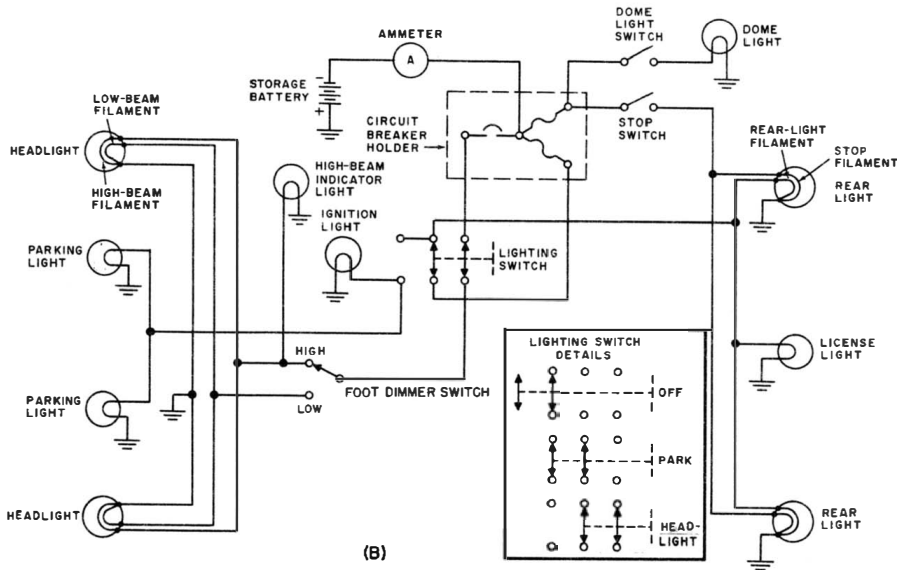 DOME
LIGHT
SWITCH
DOME
LIGHT
AMMETER
A
STORAGE
BATTERY
-
+
LOW-BEAM
FILAMENT
HEADLIGHT
HIGH-BEAM
FILAMENT
CIRCUIT
BREAKER
HOLDER
STOP
SWITCH
REAR-LIGHT
FILAMENT
STOP
FILAMENT
REAR
LIGHT
HIGH-BEAM
INDICATOR
LIGHT
IGNITION
LIGHT
PARKING
LIGHT
LIGHTING
SWITCH
HIGH
FOOT DIMMER SWITCH
LOW
LICENSE
LIGHT
PARKING
LIGHT
LIGHTING SWITCH
DETAILS
OFF
PARK
HEAD-
LIGHT
HEADLIGHT
REAR
LIGHT
(B)